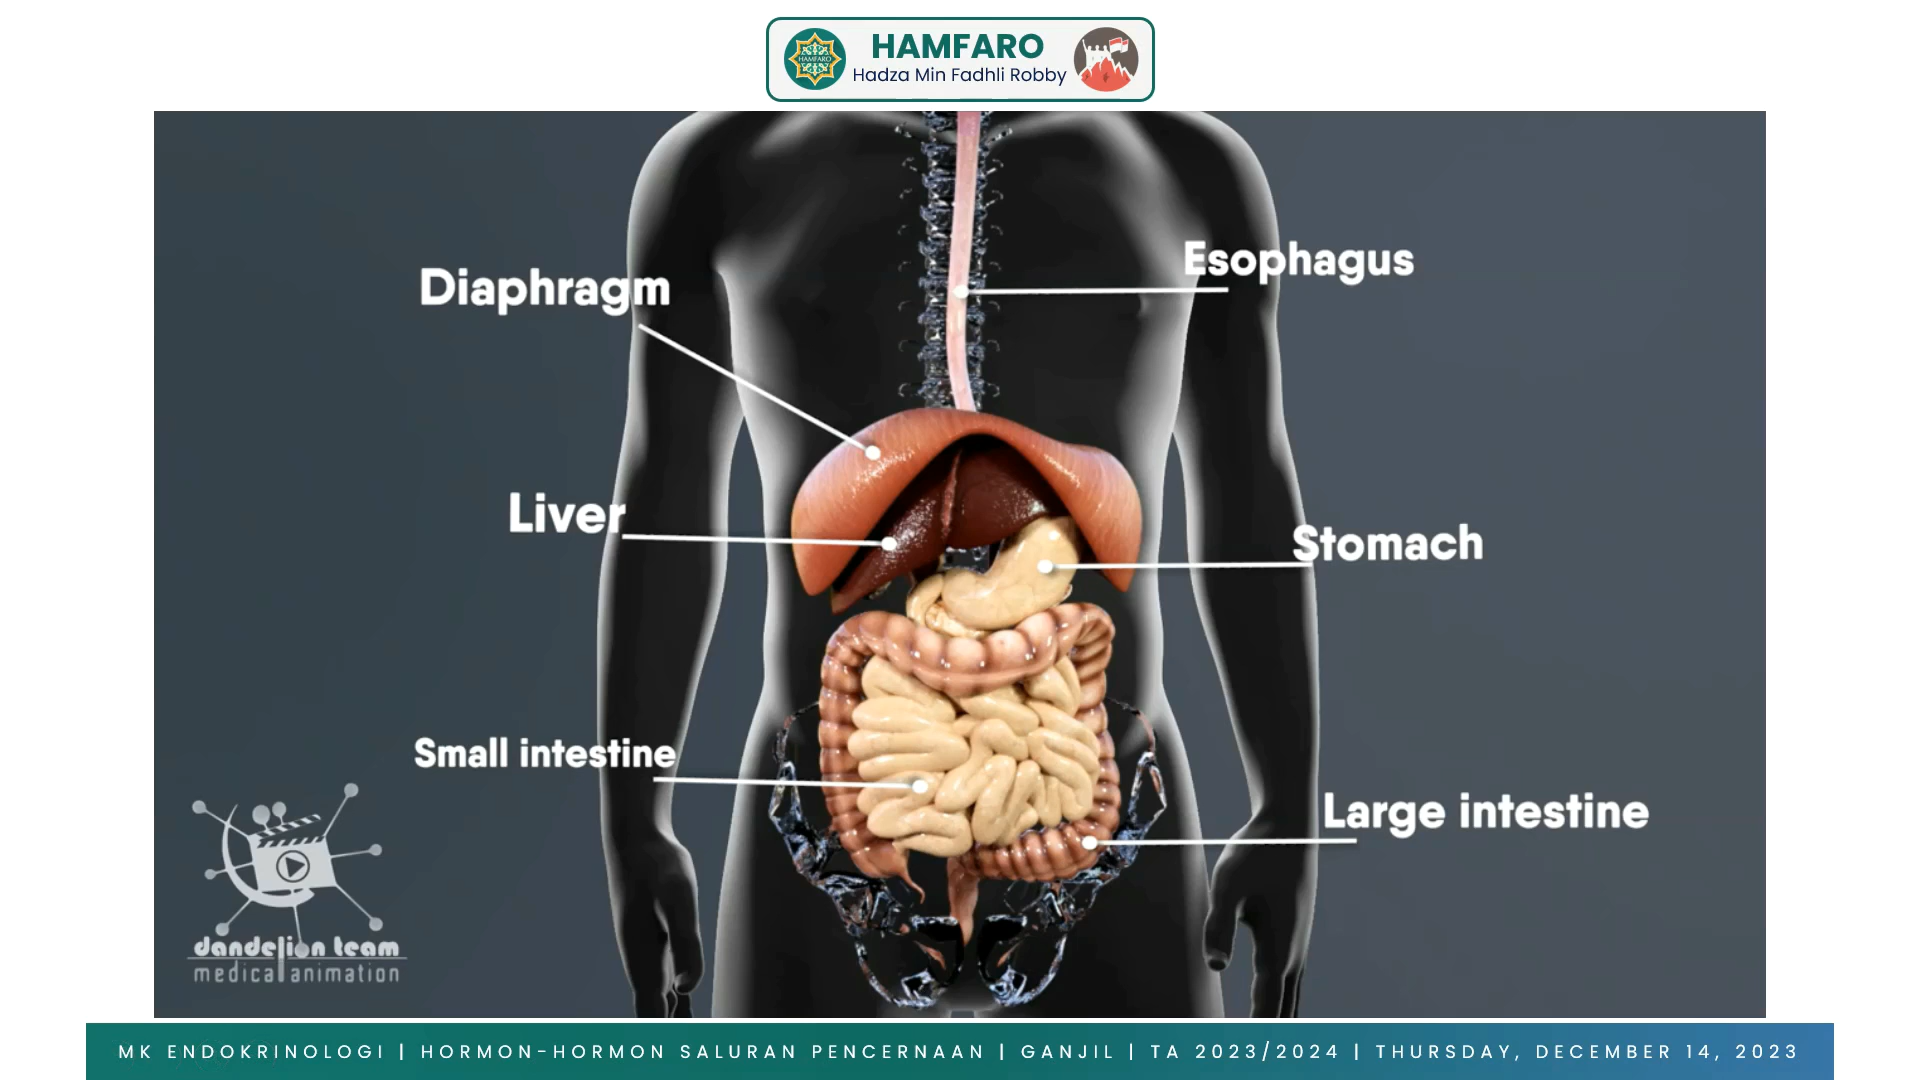 HAMFARO
HAMFARO
Hadza Min Fadhli Robby
Diaphragm
Esophagus
Liver
Stomach
Small intestine
Large intestine
dandelion team
medical animation
MK ENDOKRINOLOGI | HORMON-HORMON SALURAN PENCERNAAN | GANJIL | TA 2023/2024 | THURSDAY, DECEMBER 14, 2023